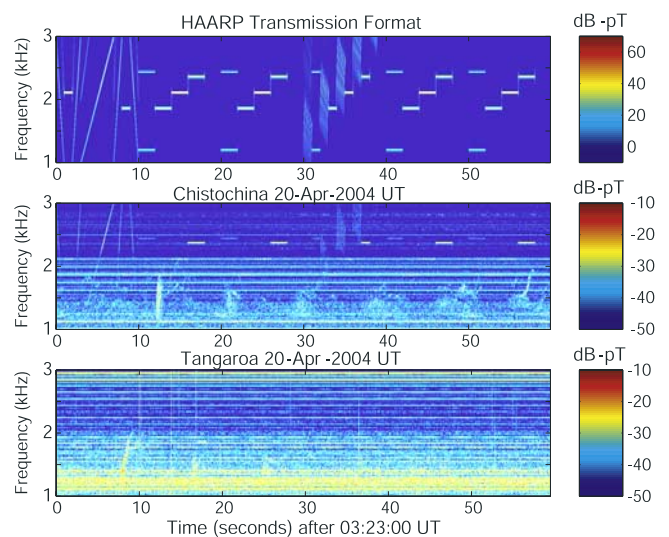 HAARP Transmission Format
dB -pT
Frequency (kHz)
3
2
1
10 20 30 40 50
60
40
20
0
Chistochina 20-Apr-2004 UT
dB-pT
Frequency (kHz)
3
2
1
10 20 30 40 50
-10
-20
-30
-40
-50
Tangaroa 20-Apr -2004 UT
dB -pT
Frequency (kHz)
3
2
1
0 10 20 30 40 50
-10
-20
-30
-40
-50
Time (seconds) after 03:23:00 UT